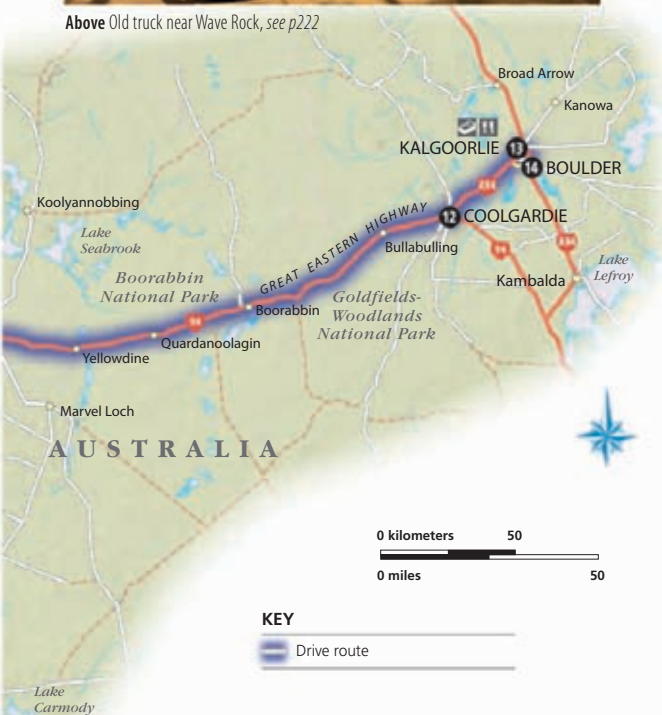 Above Old truck near Wave Rock, see p222
Broad Arrow
Kanowa
KALGOORLIE 13
14 BOULDER
Koolyannobbing
94
12 COOLGARDIE
Lake
Seabrook
GREAT EASTERN HIGHWAY
Bullabulling
94
Lake
Lefroy
Kambalda
Boorabbin
National Park
Goldfields-
Woodlands
National Park
Boorabbin
94
Quardanoolagin
Yellowdine
Marvel Loch
AUSTRALIA
0 kilometers 50
0 miles 50
KEY
Drive route
Lake
Carmody